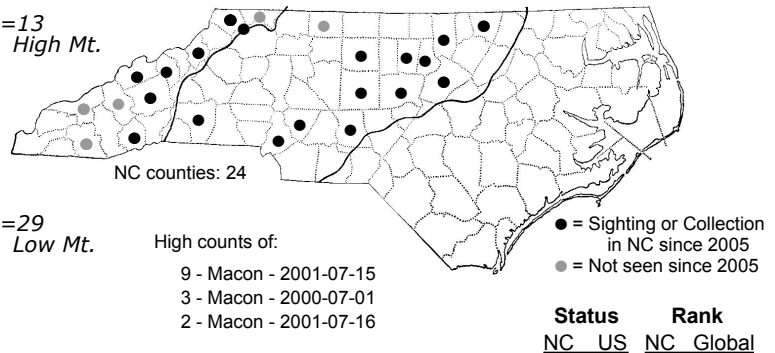 =13
High Mt.
NC counties: 24
=29
Low Mt.
High counts of:
9 - Macon - 2001-07-15
3 - Macon - 2000-07-01
2 - Macon - 2001-07-16
= Sighting or Collection
in NC since 2005
= Not seen since 2005
Status Rank
NC US NC Global